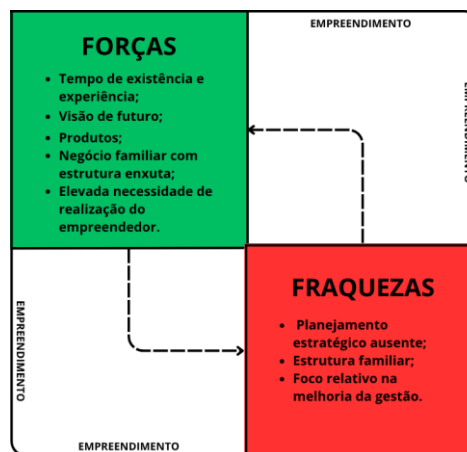 EMPREENDIMENTO
FORÇAS
• Tempo de existência e
experiência;
• Visão de futuro;
• Produtos;
• Negócio familiar com
estrutura enxuta;
• Elevada necessidade de
realização do
empreendedor.
EMPREENDIMENTO
FRAQUEZAS
• Planejamento
estratégico ausente;
• Estrutura familiar;
• Foco relativo na
melhoria da gestão.
EMPREENDIMENTO
EMPREENDIMENTO